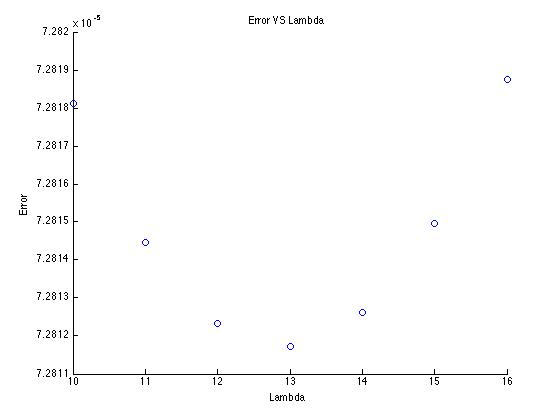 Error VS Lambda
x 10^-5
7.282
7.2819
7.2818
7.2817
7.2816
7.2815
7.2814
7.2813
7.2812
7.2811
Error
10 11 12 13 14 15 16
Lambda